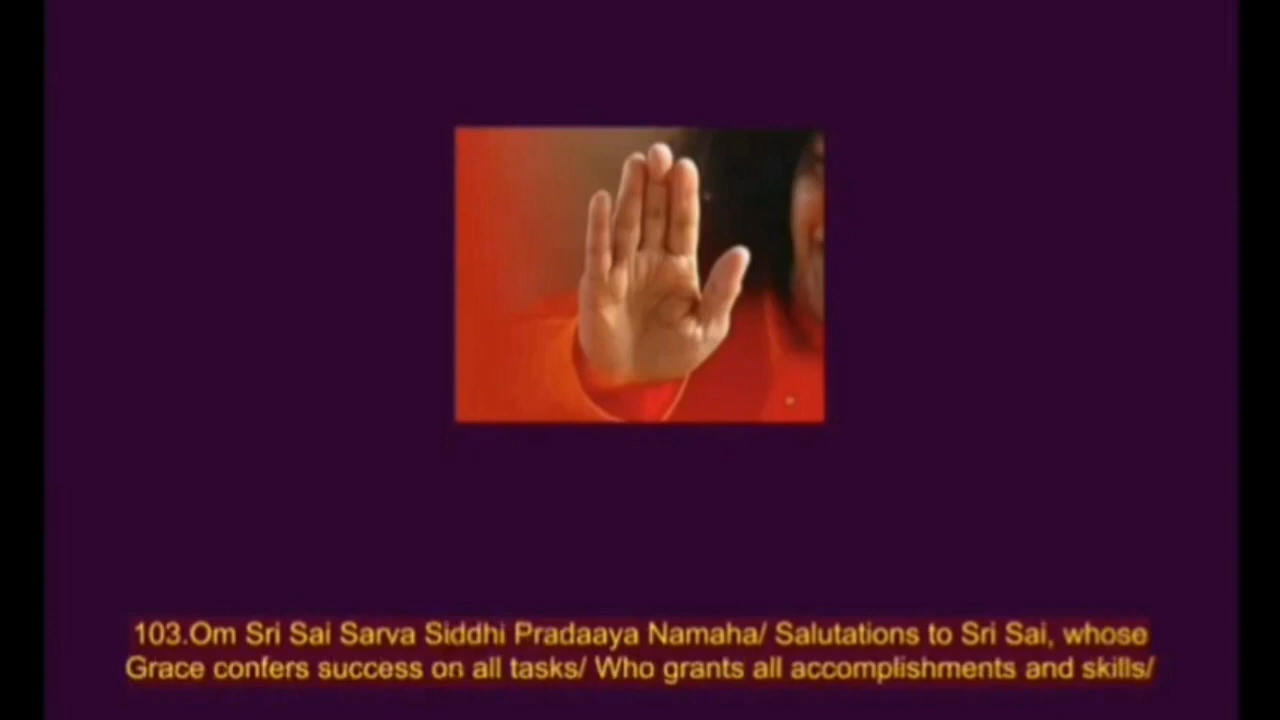 103.Om Sri Sai Sarva Siddhi Pradaaya Namaha/ Salutations to Sri Sai, whose
Grace confers success on all tasks/ Who grants all accomplishments and skills/